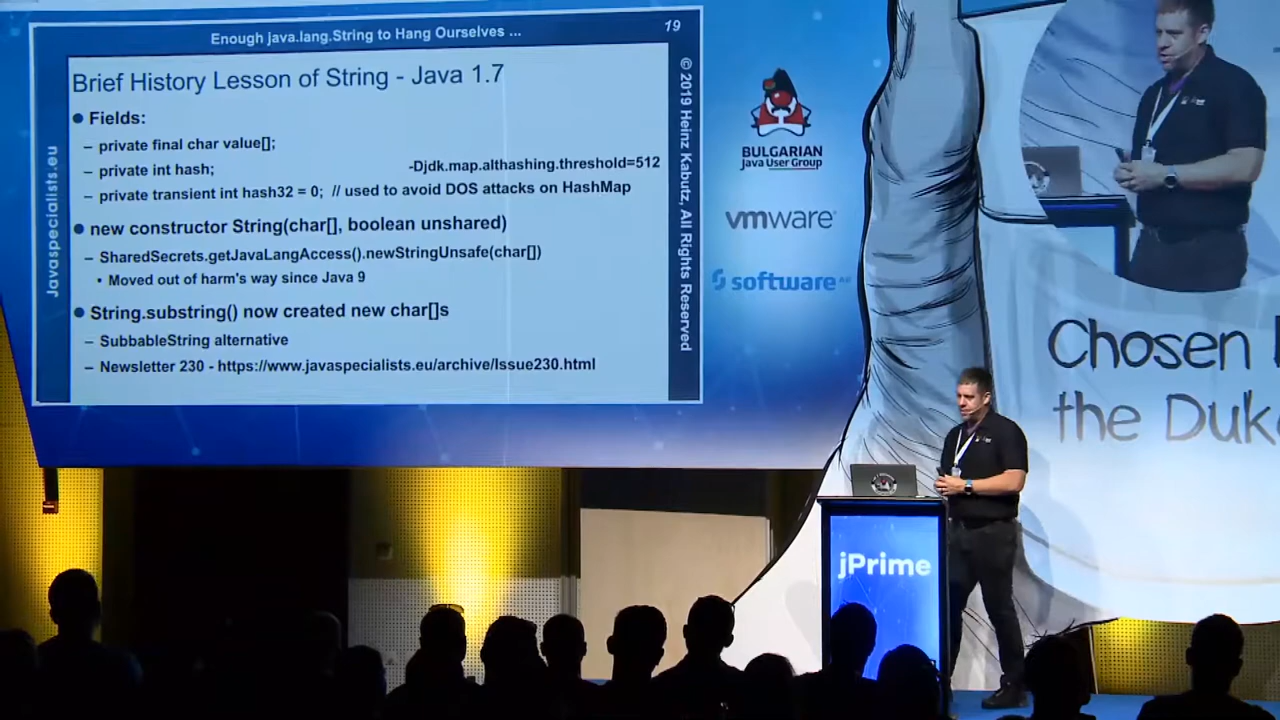 Enough java.lang.String to Hang Ourselves ...
19
Brief History Lesson of String - Java 1.7
● Fields:
– private final char value[];
– private int hash;
-Djdk.map.althashing.threshold=512
– private transient int hash32 = 0; // used to avoid DOS attacks on HashMap
● new constructor String(char[], boolean unshared)
– SharedSecrets.getJavaLangAccess().newStringUnsafe(char[])
• Moved out of harm's way since Java 9
● String.substring() now created new char[]s
– SubbableString alternative
– Newsletter 230 - https://www.javaspecialists.eu/archive/Issue230.html
Javaspecialists.eu
© 2019 Heinz Kabutz, All Rights Reserved
BULGARIAN
Java User Group
vmware
software AG
Chosen
the Duk
jPrime